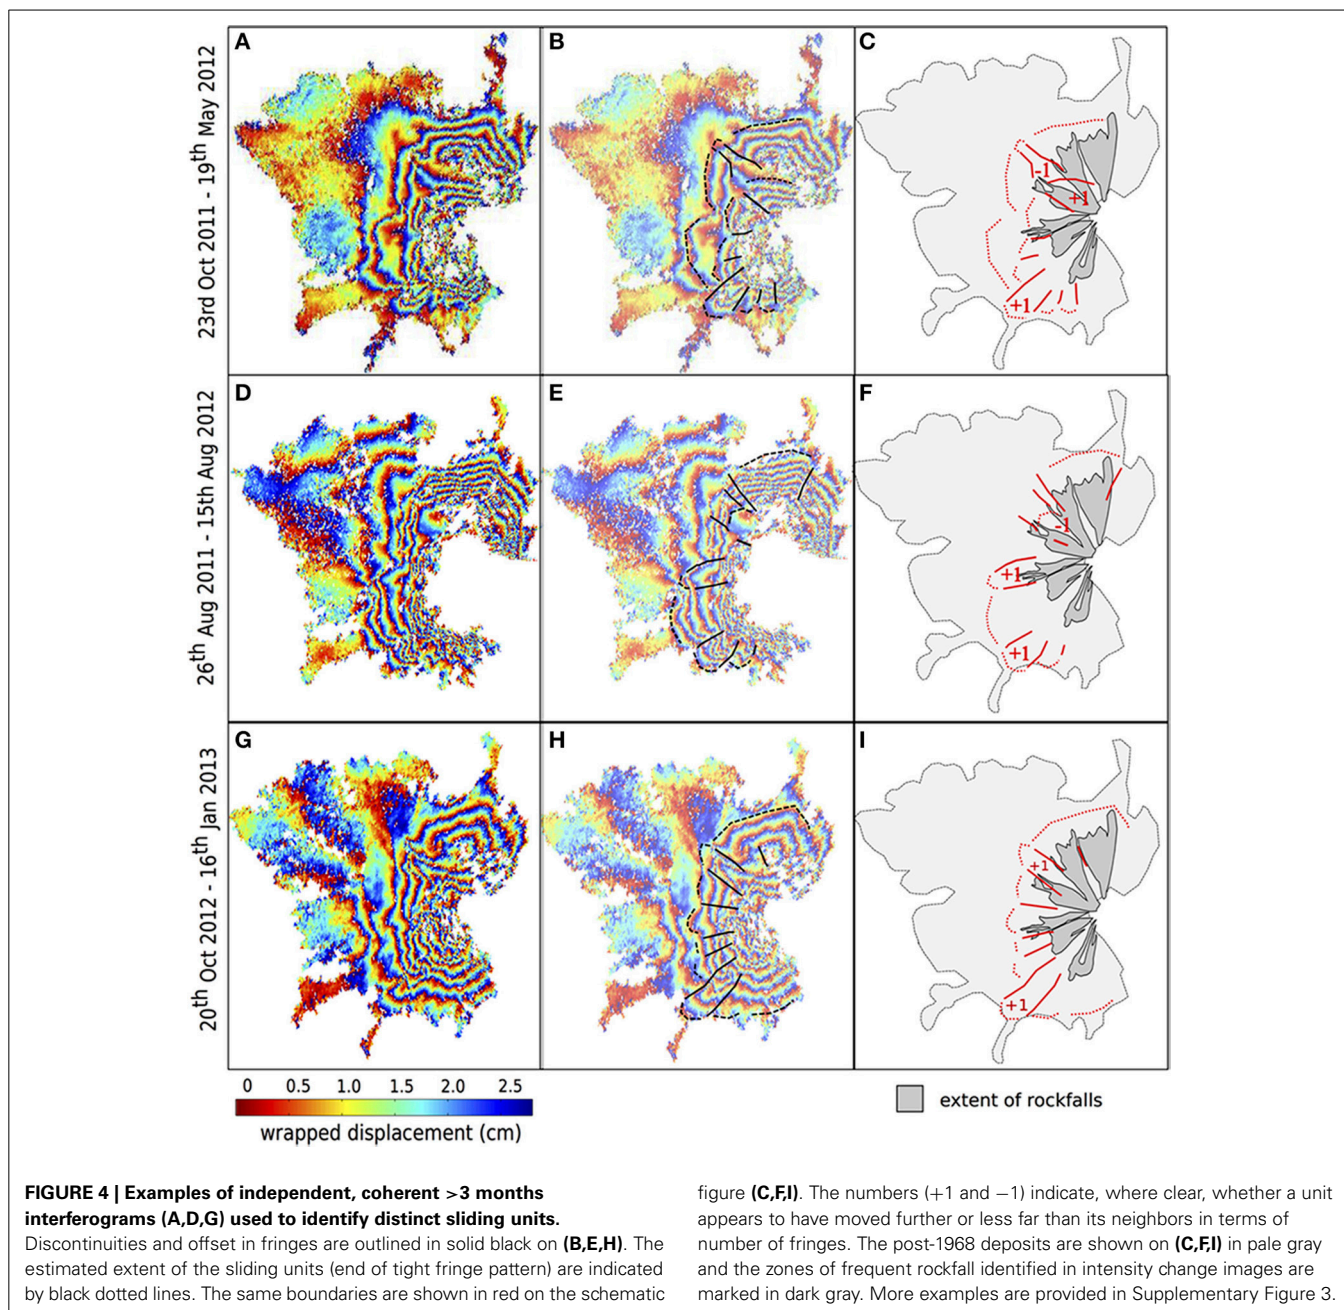 A
B
C
23rd Oct 2011 - 19th May 2012
-1
+1
+1
D
E
F
26th Aug 2011 - 15th Aug 2012
-1
+1
+1
G
H
I
20th Oct 2012 - 16th Jan 2013
+1
+1
0 0.5 1.0 1.5 2.0 2.5
wrapped displacement (cm)
extent of rockfalls
FIGURE 4 | Examples of independent, coherent >3 months
interferograms (A,D,G) used to identify distinct sliding units.
Discontinuities and offset in fringes are outlined in solid black on (B,E,H). The
estimated extent of the sliding units (end of tight fringe pattern) are indicated
by black dotted lines. The same boundaries are shown in red on the schematic
figure (C,F,I). The numbers (+1 and −1) indicate, where clear, whether a unit
appears to have moved further or less far than its neighbors in terms of
number of fringes. The post-1968 deposits are shown on (C,F,I) in pale gray
and the zones of frequent rockfall identified in intensity change images are
marked in dark gray. More examples are provided in Supplementary Figure 3.